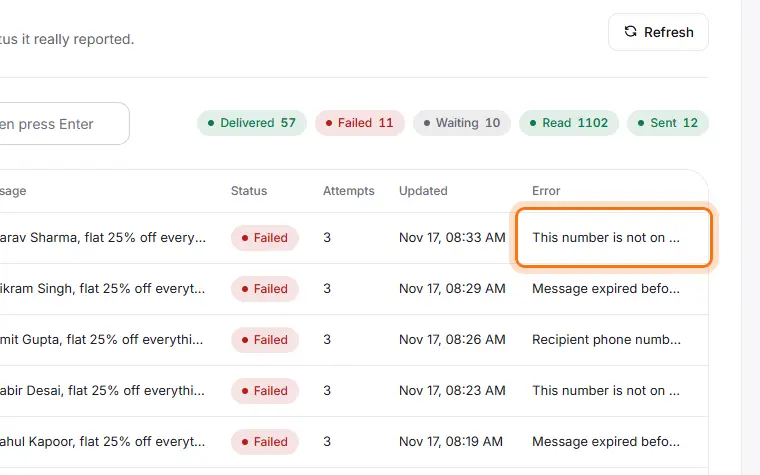 tus it really reported.
Refresh
en press Enter
Delivered 57
Failed 11
Waiting 10
Read 1102
Sent 12
sage Status Attempts Updated Error
arav Sharma, flat 25% off every... Failed 3 Nov 17, 08:33 AM This number is not on ...
ikram Singh, flat 25% off everyt... Failed 3 Nov 17, 08:29 AM Message expired befo...
mit Gupta, flat 25% off everythi... Failed 3 Nov 17, 08:26 AM Recipient phone numb...
abir Desai, flat 25% off everythi... Failed 3 Nov 17, 08:23 AM This number is not on ...
ahul Kapoor, flat 25% off everyt... Failed 3 Nov 17, 08:19 AM Message expired befo...